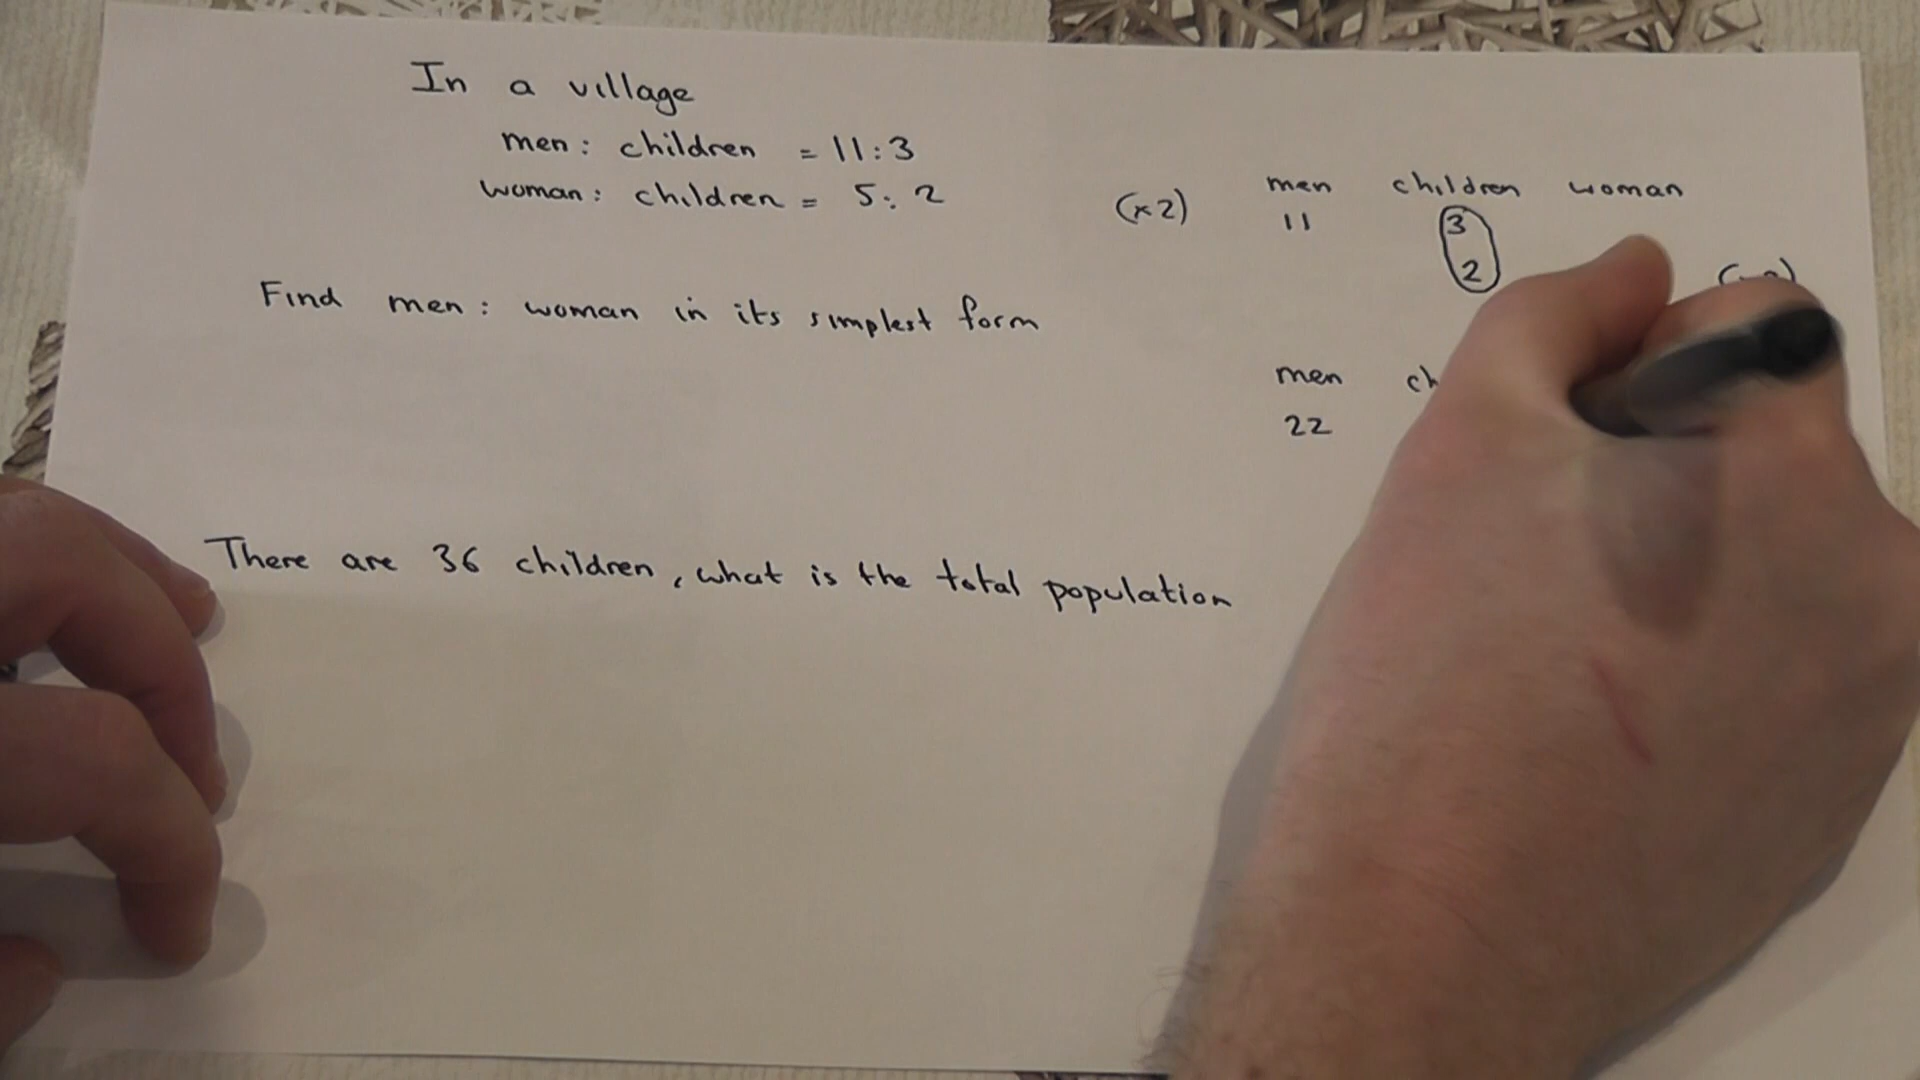 In a village
men: children = 11:3
woman: children = 5:2
Find men: woman in its simplest form
There are 36 children, what is the total population
men children woman
(x2) 11 3
2
men
22